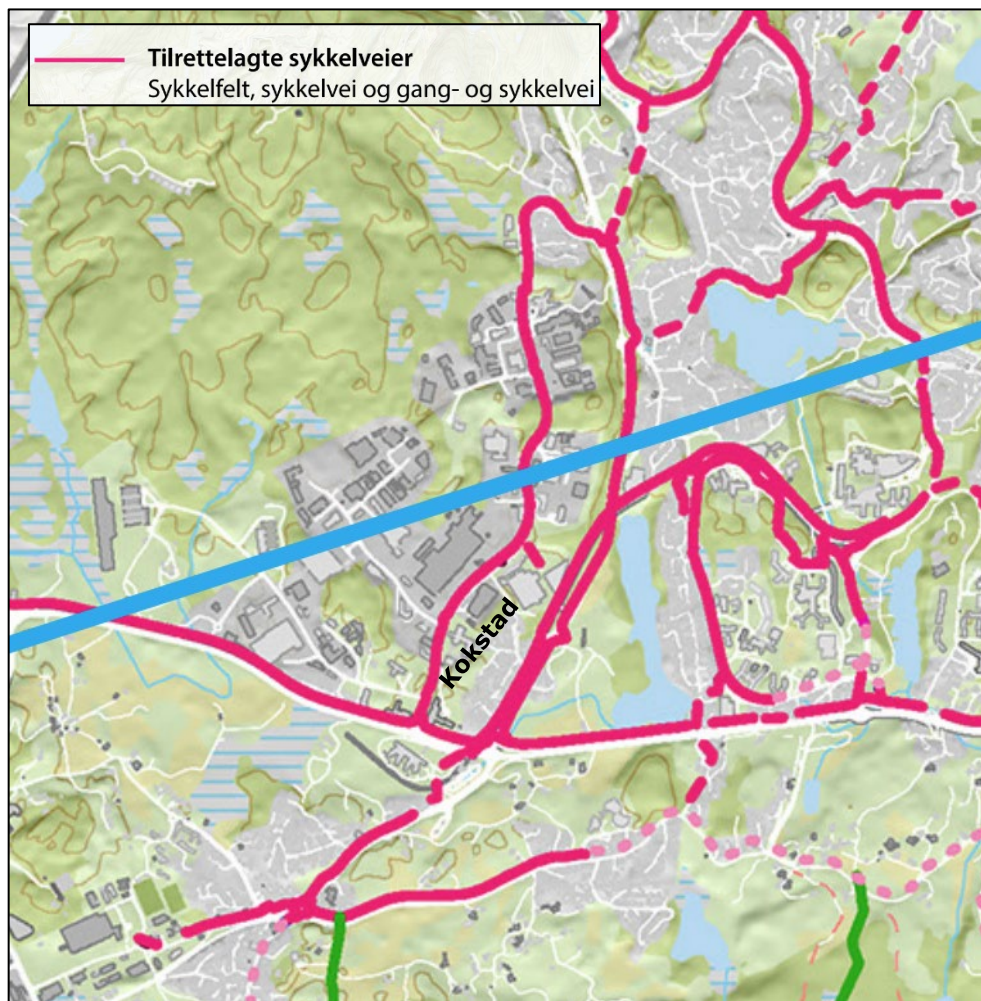 Tilrettelagte sykkelveier
Sykkelfelt, sykkelvei og gang- og sykkelvei
Kokstad